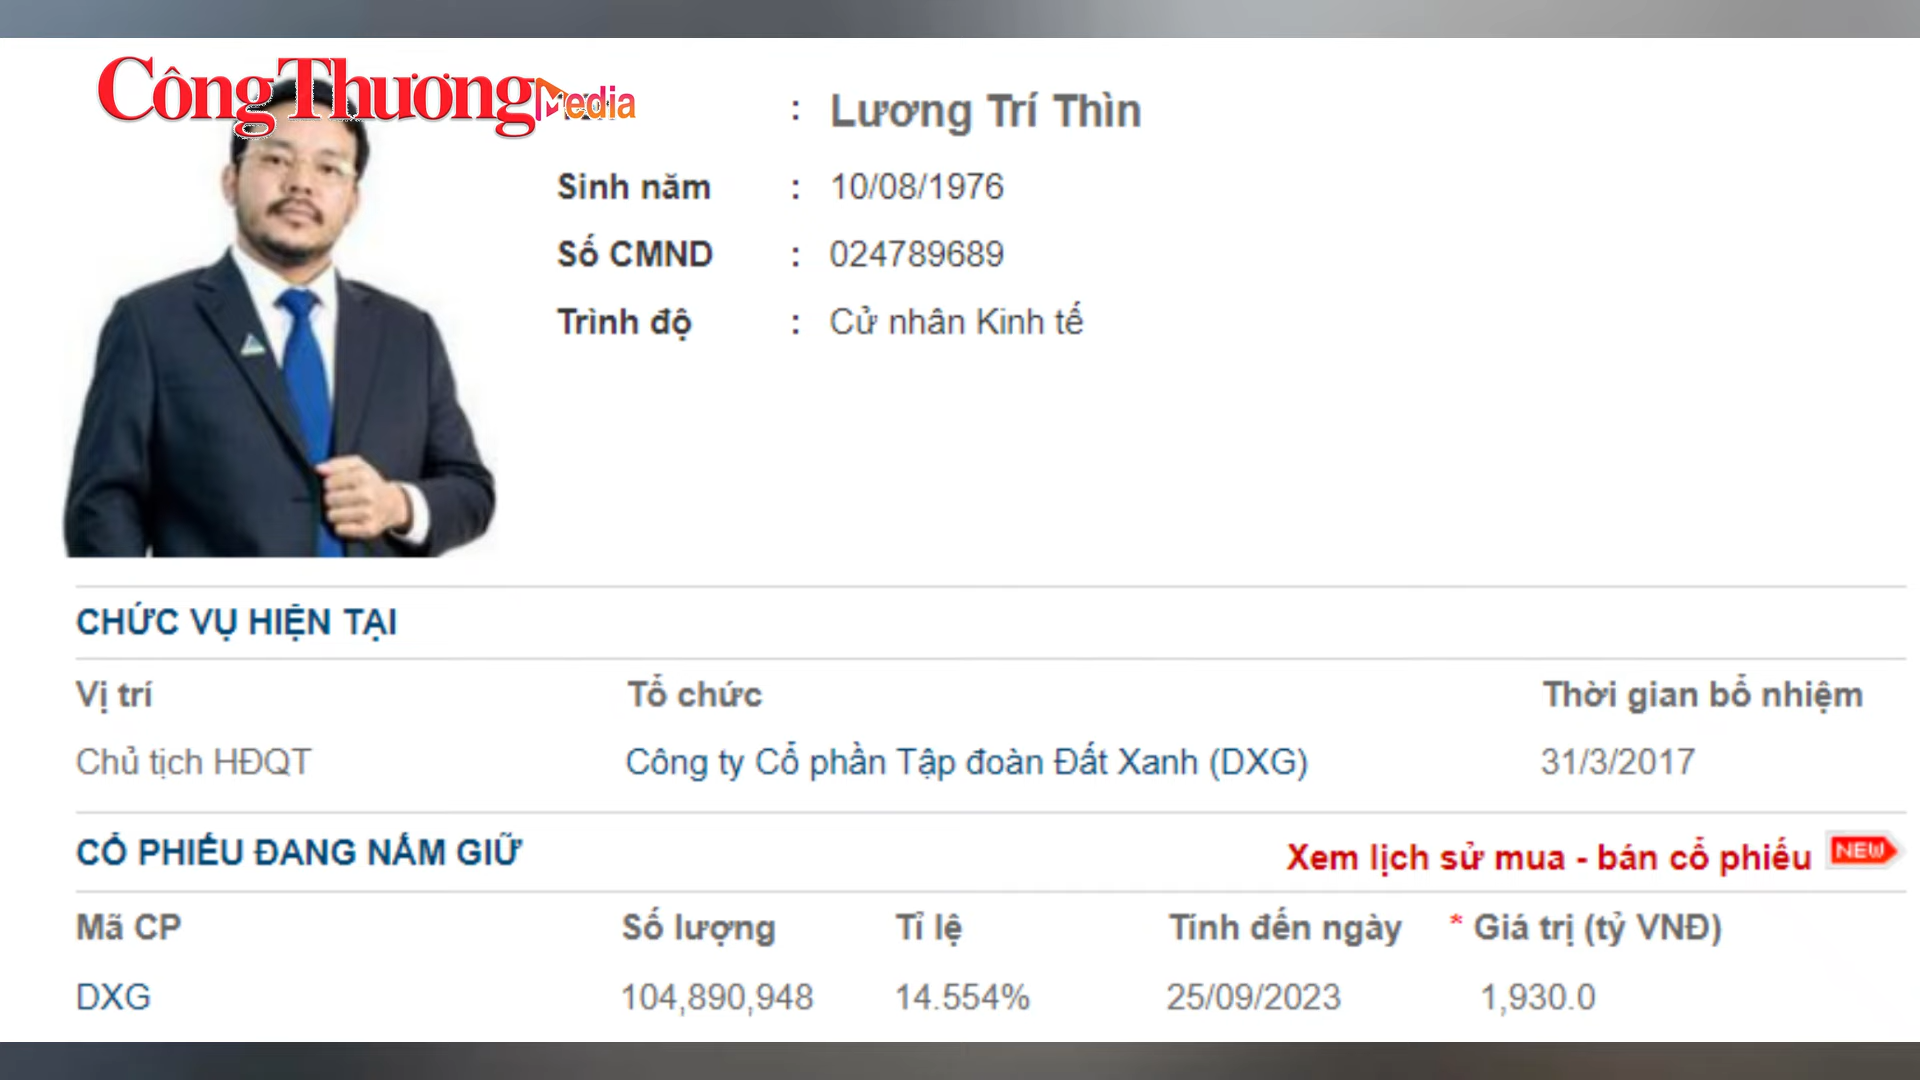 Công Thương Media
: Lương Trí Thìn
Sinh năm : 10/08/1976
Số CMND : 024789689
Trình độ : Cử nhân Kinh tế
CHỨC VỤ HIỆN TẠI
Vị trí Tổ chức Thời gian bổ nhiệm
Chủ tịch HĐQT Công ty Cổ phần Tập đoàn Đất Xanh (DXG) 31/3/2017
CỔ PHIẾU ĐANG NẮM GIỮ Xem lịch sử mua - bán cổ phiếu NEW
Mã CP Số lượng Tỉ lệ Tính đến ngày * Giá trị (tỷ VNĐ)
DXG 104,890,948 14.554% 25/09/2023 1,930.0